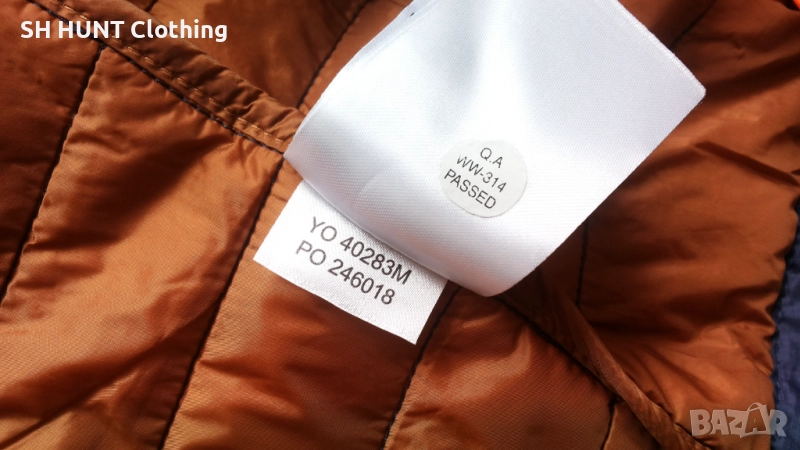 SH HUNT Clothing
Q.A
WW-314
PASSED
YO 40283M
PO 246018
BAZAR